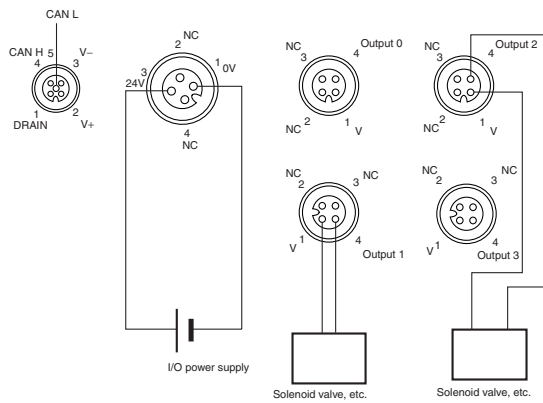 CAN L
CAN H 5 V–
4 3
1 2
DRAIN V+
NC
2
3 1 0V
24V
4
NC
I/O power supply
NC 4 Output 0
3
NC 2 1 V
NC 2 3 NC
V 1 4
Output 1
Solenoid valve, etc.
NC 4 Output 2
3
NC 2 1 V
NC 2 3 NC
V 1 4
Output 3
Solenoid valve, etc.